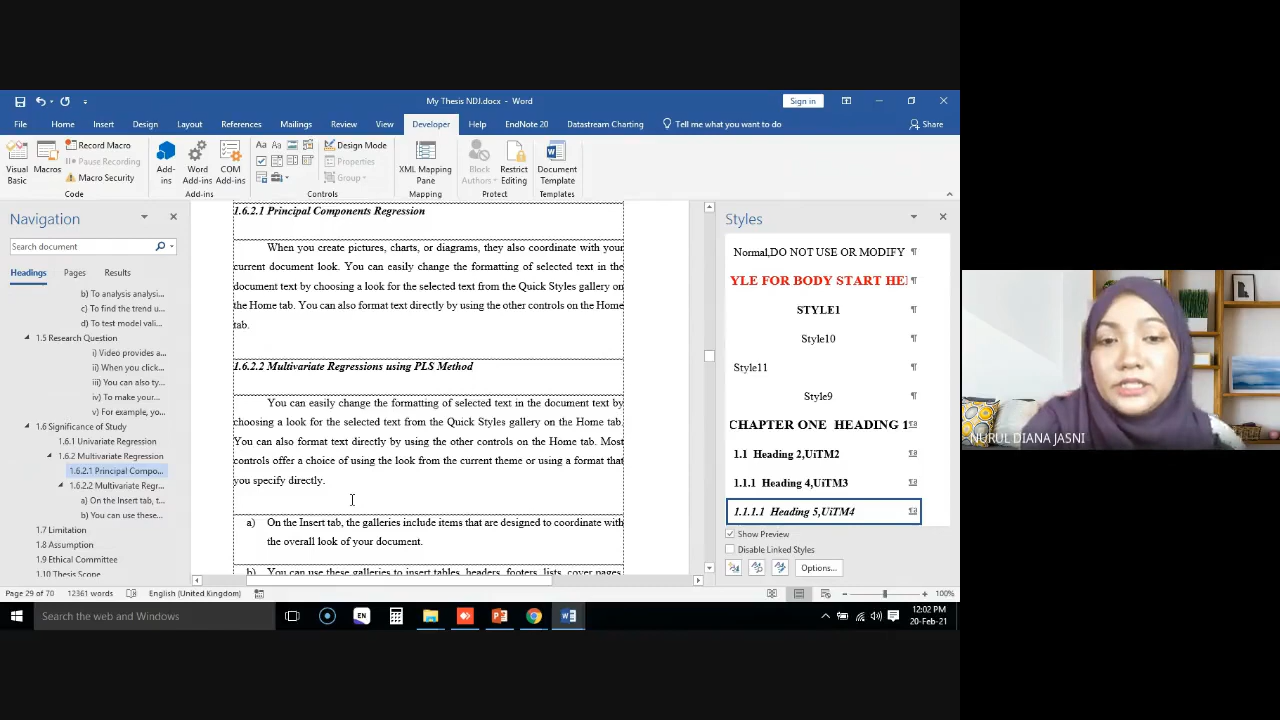 My Thesis NDJ.docx - Word
Sign in
File Home Insert Design Layout References Mailings Review View Developer Help EndNote 20 Datastream Charting Tell me what you want to do Share
Visual Basic
Macros
Record Macro
Pause Recording
Macro Security
Code
Add-ins
Word Add-ins
COM Add-ins
Add-ins
Aa Aa
Design Mode
Properties
Group
Controls
XML Mapping Pane
Mapping
Block Authors
Restrict Editing
Protect
Document Template
Templates
Navigation
Search document
Headings Pages Results
b) To analysis analysi...
c) To find the trend u...
d) To test model vali...
1.5 Research Question
i) Video provides a...
ii) When you click...
iii) You can also ty...
iv) To make your...
v) For example, yo...
1.6 Significance of Study
1.6.1 Univariate Regression
1.6.2 Multivariate Regression
1.6.2.1 Principal Compo...
1.6.2.2 Multivariate Regr...
a) On the Insert tab, t...
b) You can use these...
1.7 Limitation
1.8 Assumption
1.9 Ethical Committee
1.10 Thesis Scope
1.6.2.1 Principal Components Regression
When you create pictures, charts, or diagrams, they also coordinate with your
current document look. You can easily change the formatting of selected text in the
document text by choosing a look for the selected text from the Quick Styles gallery on
the Home tab. You can also format text directly by using the other controls on the Home
tab.
1.6.2.2 Multivariate Regressions using PLS Method
You can easily change the formatting of selected text in the document text by
choosing a look for the selected text from the Quick Styles gallery on the Home tab.
You can also format text directly by using the other controls on the Home tab. Most
controls offer a choice of using the look from the current theme or using a format that
you specify directly.
a) On the Insert tab, the galleries include items that are designed to coordinate with
the overall look of your document.
b) You can use these galleries to insert tables, headers, footers, lists, cover pages,
Styles
Normal,DO NOT USE OR MODIFY
YLE FOR BODY START HE
STYLE1
Style10
Style11
Style9
CHAPTER ONE HEADING 1
1.1 Heading 2,UiTM2
1.1.1 Heading 4,UiTM3
1.1.1.1 Heading 5,UiTM4
Show Preview
Disable Linked Styles
Options...
Page 29 of 70 12361 words English (United Kingdom) 100%
Search the web and Windows
EN
12:02 PM
20-Feb-21
NURUL DIANA JASNI